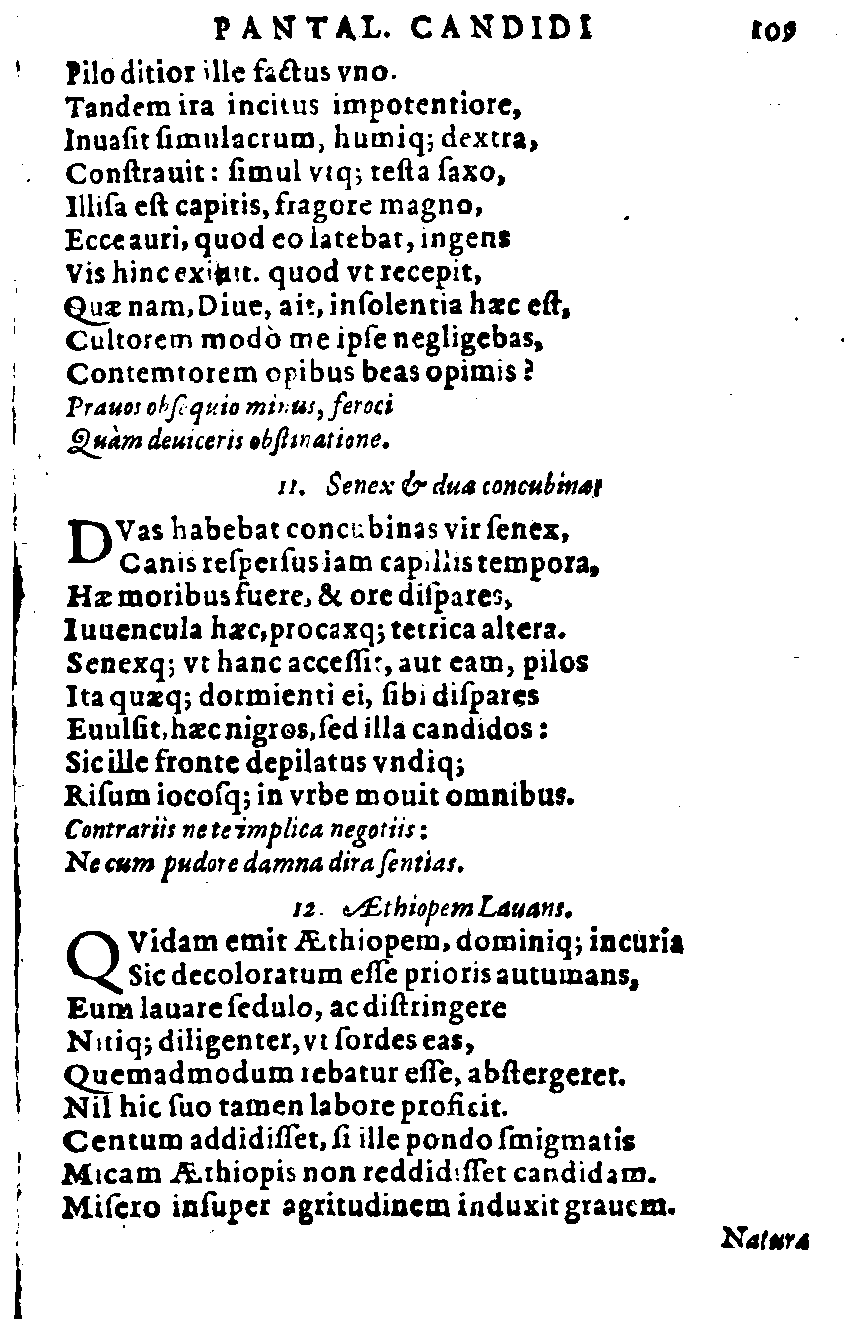 PANTAL. CANDIDI 109
Pilo ditior ille factus vno.
Tandem ira incitus impotentiore,
Inuaſit ſimulacrum, humiq; dextra,
Conſtrauit: ſimul vtq; teſta ſaxo,
Illiſa eſt capitis, fragore magno,
Ecce auri, quod eo latebat, ingens
Vis hinc exiuit. quod vt recepit,
Quæ nam, Diue, ait, inſolentia hæc eſt,
Cultorem modò me ipſe negligebas,
Contemtorem opibus beas opimis?
Prauos obſequio minus, feroci
Quàm deuiceris obſtinatione.
11. Senex & duæ concubinæ
DVas habebat concubinas vir ſenex,
Canis reſperſus iam capillis tempora,
Hæ moribus fuere, & ore diſpares,
Iuuencula hæc, procaxq; tetrica altera.
Senexq; vt hanc acceſſit, aut eam, pilos
Ita quæq; dormienti ei, ſibi diſpares
Euulſit, hæc nigros, ſed illa candidos:
Sic ille fronte depilatus vndiq;
Riſum iocoſq; in vrbe mouit omnibus.
Contrariis ne te implica negotiis:
Ne cum pudore damna dira ſentias.
12. Æthiopem Lauans.
QVidam emit Æthiopem, dominiq; incuria
Sic decoloratum eſſe prioris autumans,
Eum lauare ſedulo, ac diſtringere
Nitiq; diligenter, vt ſordes eas,
Quemadmodum rebatur eſſe, abſtergeret.
Nil hic ſuo tamen labore proficit.
Centum addidiſſet, ſi ille pondo ſmigmatis
Micam Æthiopis non reddidiſſet candidam.
Miſero inſuper ægritudinem induxit grauem.
Natura